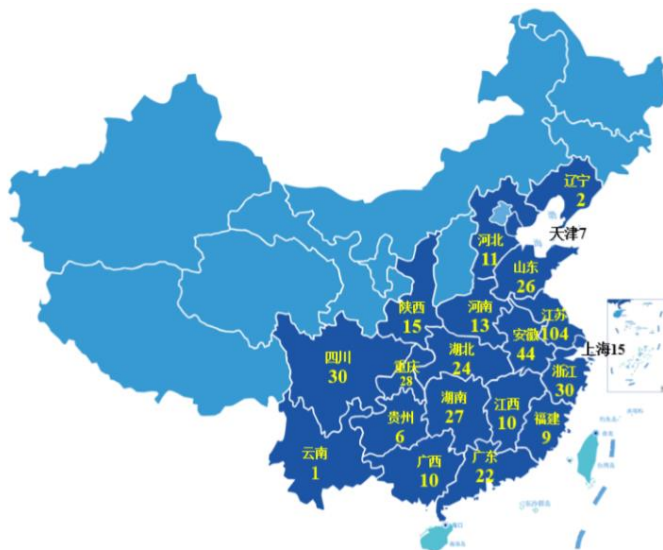 辽宁
2
天津7
河北
11
山东
26
陕西
15
河南
13
江苏
104
安徽
44
上海15
四川
30
重庆
28
湖北
24
浙江
30
湖南
27
江西
10
贵州
6
福建
9
云南
1
广西
10
广东
22